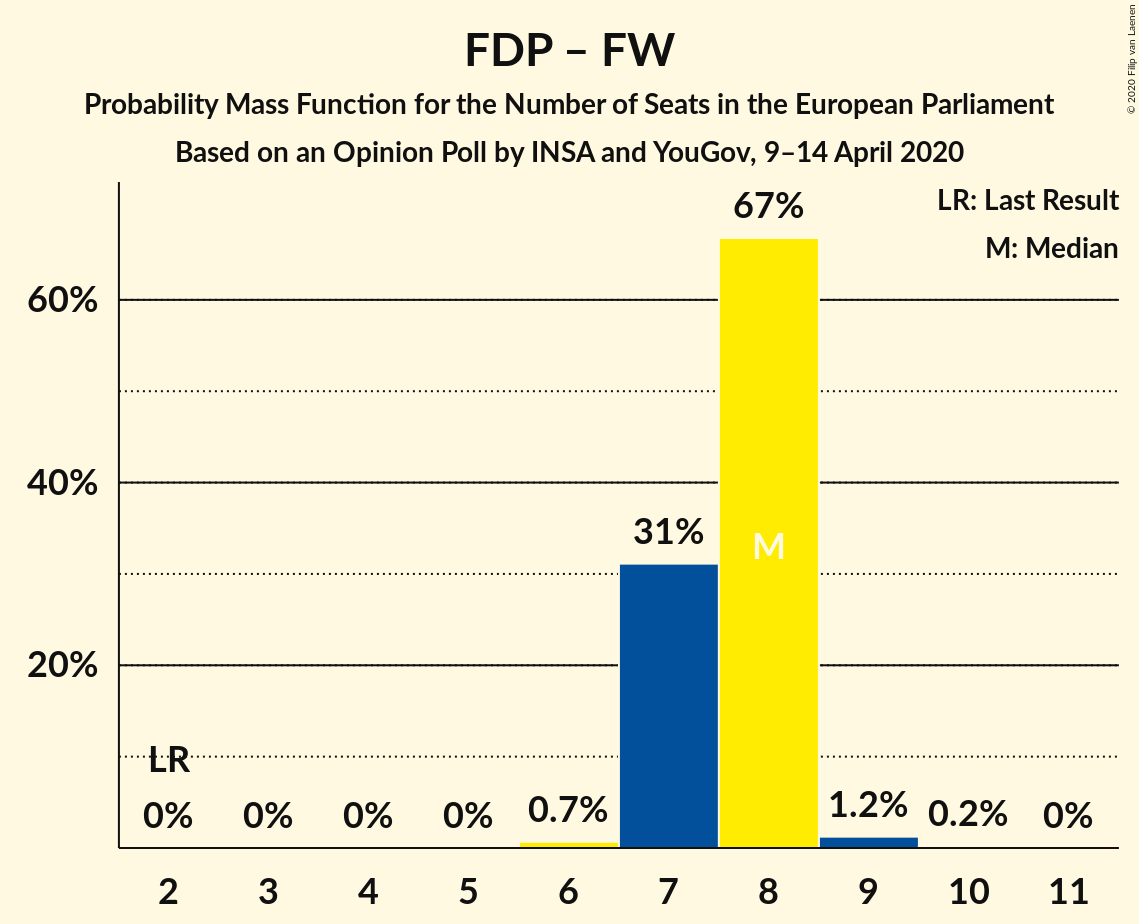 FDP – FW
Probability Mass Function for the Number of Seats in the European Parliament
Based on an Opinion Poll by INSA and YouGov, 9–14 April 2020
© 2020 Filip van Laenen
LR: Last Result
M: Median
67%
60%
40%
31%
M
20%
LR
0% 0% 0% 0% 0.7% 1.2% 0.2% 0%
2 3 4 5 6 7 8 9 10 11